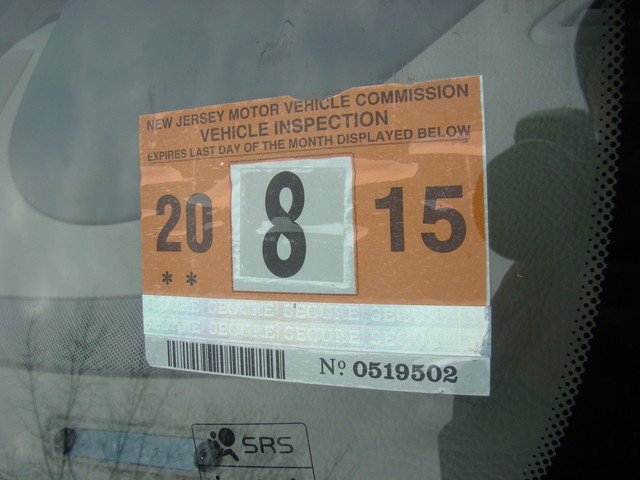 NEW JERSEY MOTOR VEHICLE COMMISSION
VEHICLE INSPECTION
EXPIRES LAST DAY OF THE MONTH DISPLAYED BELOW
20 8 15
**
SECURE SECURE SECURE
SECURE SECURE
Nº 0519502
SRS